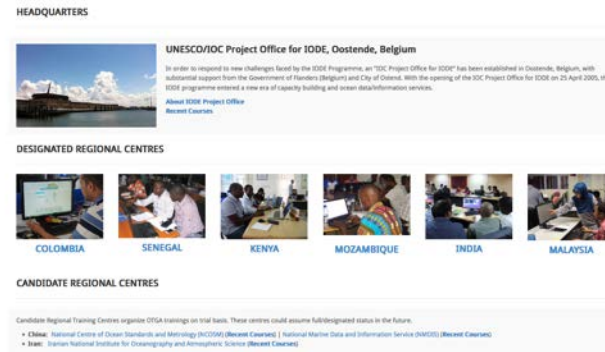 HEADQUARTERS
UNESCO/IOC Project Office for IODE, Oostende, Belgium
In order to respond to new challenges faced by the IODE Programme, an "IOC Project Office for IODE" has been established in Oostende, Belgium, with
substantial support from the Government of Flanders (Belgium) and City of Ostend. With the opening of the IOC Project Office for IODE on 25 April 2005, th
IODE programme entered a new era of capacity building and ocean data/information services.
About IODE Project Office
Recent Courses
DESIGNATED REGIONAL CENTRES
COLOMBIA SENEGAL KENYA MOZAMBIQUE INDIA MALAYSIA
CANDIDATE REGIONAL CENTRES
Candidate Regional Training Centres organize OTGA trainings on trial basis. These centres could assume full/designated status in the future.
• China: National Centre of Ocean Standards and Metrology (NCOSM) (Recent Courses) | National Marine Data and Information Service (NMDIS) (Recent Courses)
• Iran: Iranian National Institute for Oceanography and Atmospheric Science (Recent Courses)